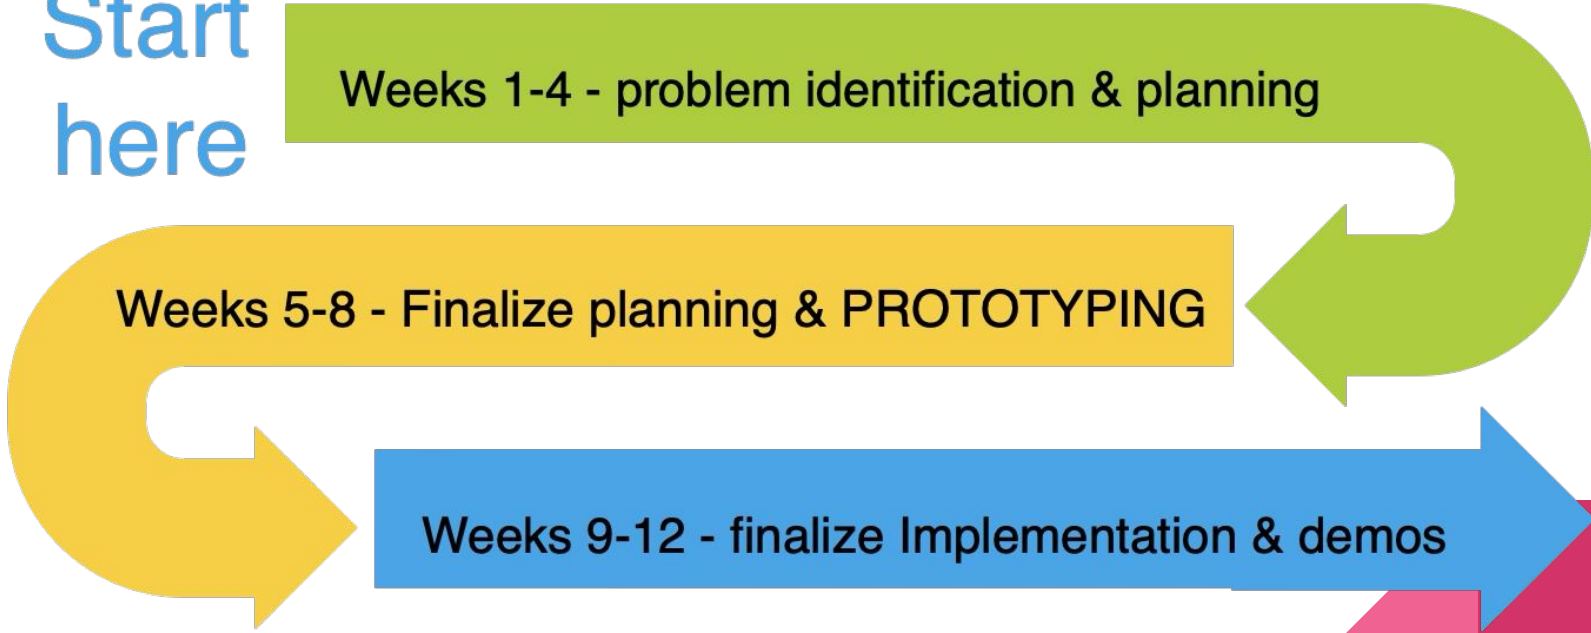 Start
here
Weeks 1-4 - problem identification & planning
Weeks 5-8 - Finalize planning & PROTOTYPING
Weeks 9-12 - finalize Implementation & demos